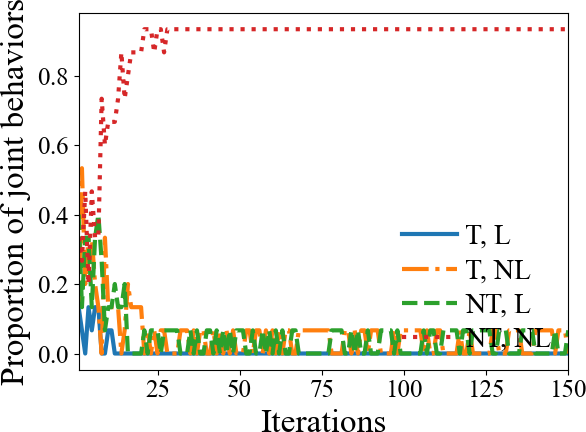 Proportion of joint behaviors
0.8
0.6
0.4
0.2
0.0
T, L
T, NL
NT, L
NT, NL
25 50 75 100 125 150
Iterations